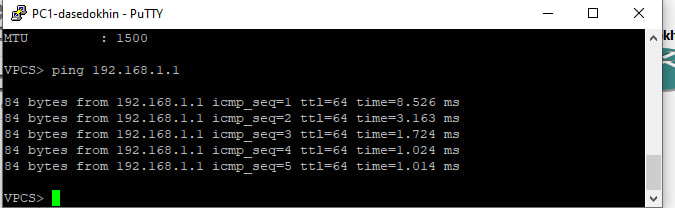 PC1-dasedokhin - PuTTY
MTU         : 1500
VPCS> ping 192.168.1.1
84 bytes from 192.168.1.1 icmp_seq=1 ttl=64 time=8.526 ms
84 bytes from 192.168.1.1 icmp_seq=2 ttl=64 time=3.163 ms
84 bytes from 192.168.1.1 icmp_seq=3 ttl=64 time=1.724 ms
84 bytes from 192.168.1.1 icmp_seq=4 ttl=64 time=1.024 ms
84 bytes from 192.168.1.1 icmp_seq=5 ttl=64 time=1.014 ms
VPCS>